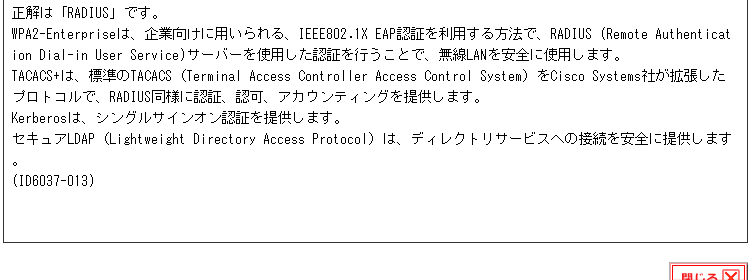 正解は「RADIUS」です。
WPA2-Enterpriseは、企業向けに用いられる、IEEE802.1X EAP認証を利用する方法で、RADIUS (Remote Authenticat
ion Dial-in User Service)サーバーを使用した認証を行うことで、無線LANを安全に使用します。
TACACS+は、標準のTACACS (Terminal Access Controller Access Control System) をCisco Systems社が拡張した
プロトコルで、RADIUS同様に認証、認可、アカウンティングを提供します。
Kerberosは、シングルサインオン認証を提供します。
セキュアLDAP (Lightweight Directory Access Protocol) は、ディレクトリサービスへの接続を安全に提供します
。
(ID6037-013)
閉じる